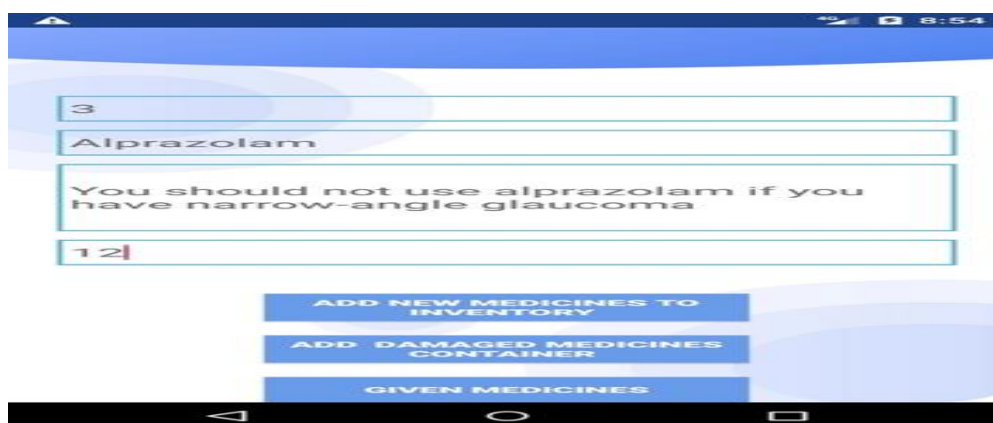 4G 8:54
3
Alprazolam
You should not use alprazolam if you
have narrow-angle glaucoma
12
ADD NEW MEDICINES TO
INVENTORY
ADD DAMAGED MEDICINES
CONTAINER
GIVEN MEDICINES